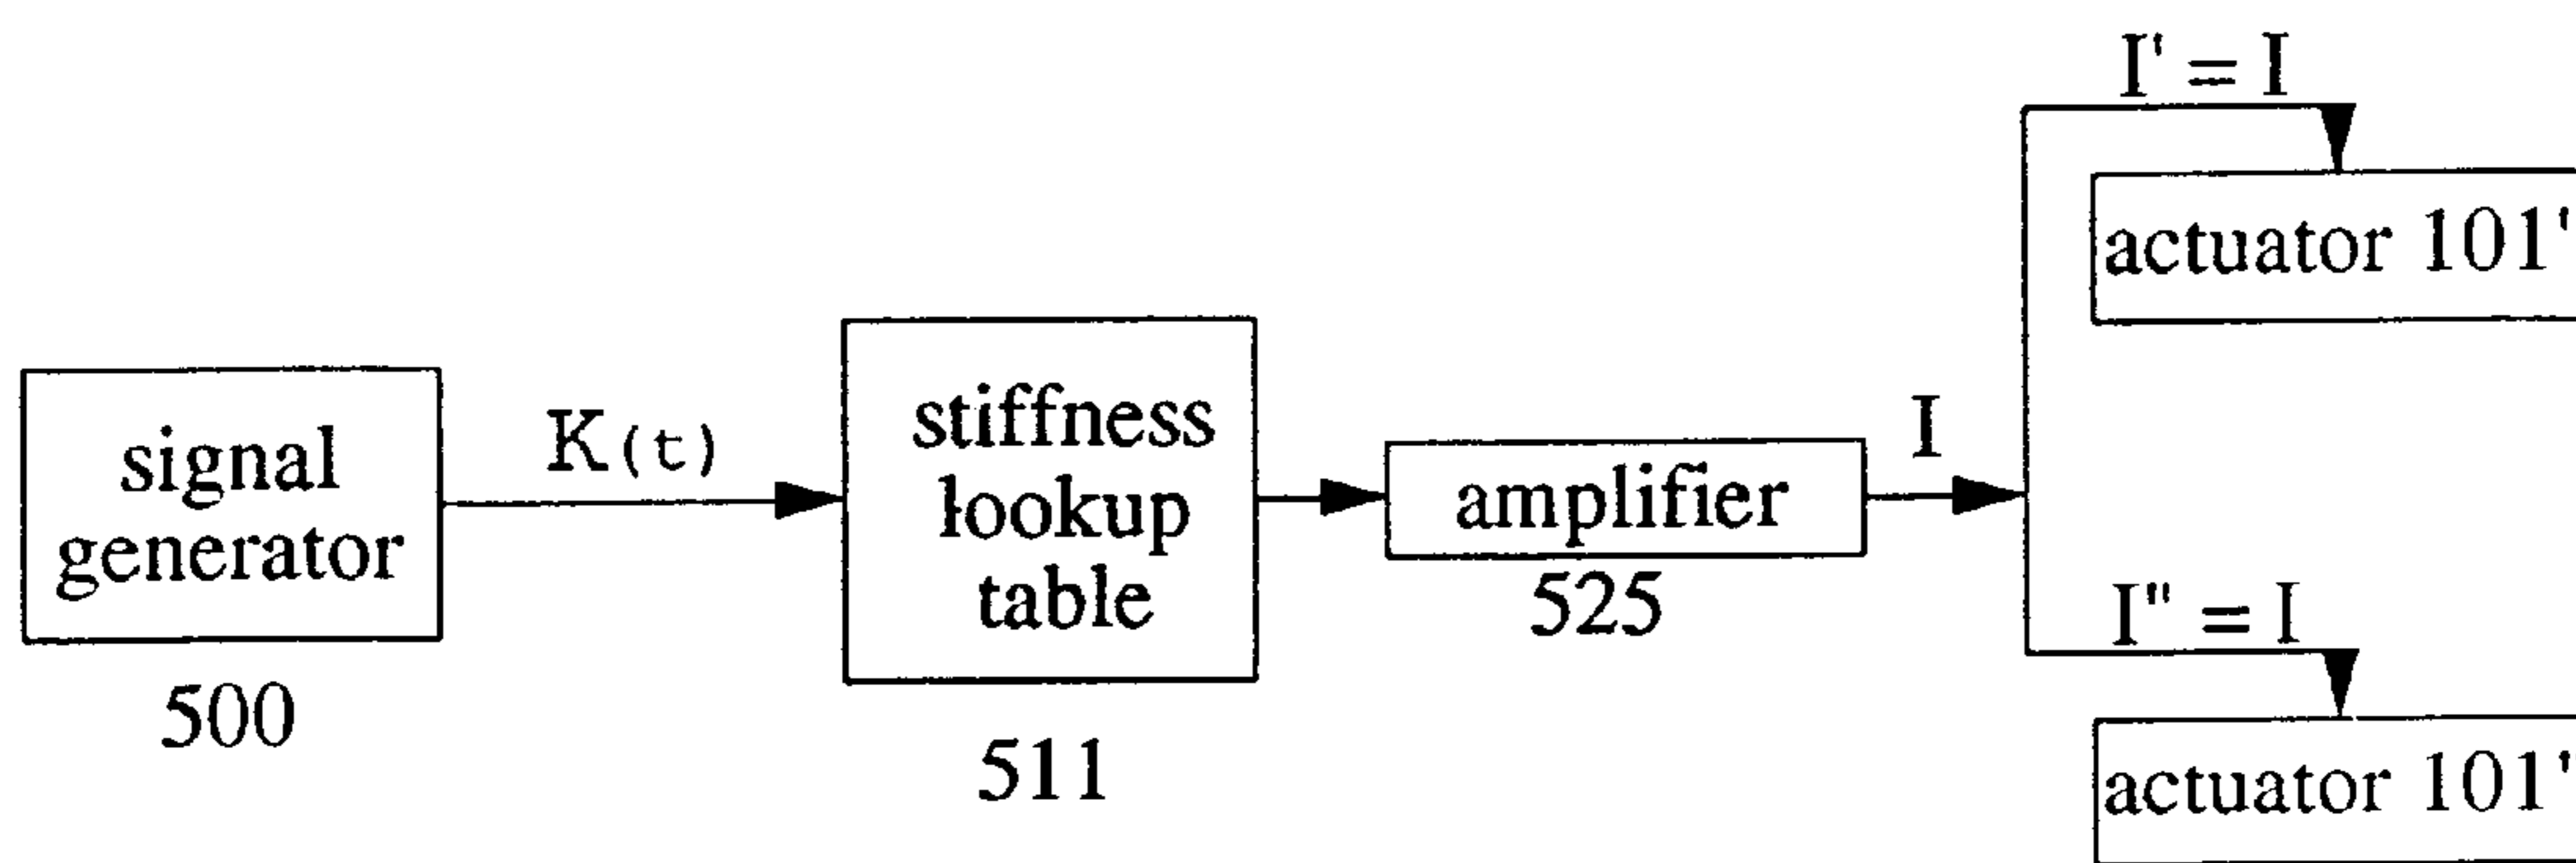 signal
generator
500
K(t)
stiffness
lookup
table
511
amplifier
525
I
I' = I
actuator 101'
I" = I
actuator 101'